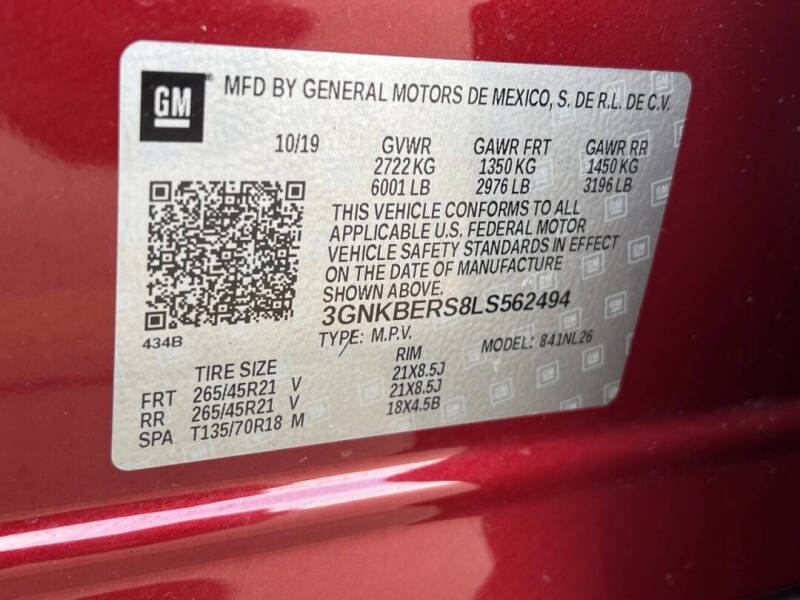 GM® MFD BY GENERAL MOTORS DE MEXICO, S. DE R.L. DE C.V.
10/19 GVWR GAWR FRT GAWR RR
2722 KG 1350 KG 1450 KG
6001 LB 2976 LB 3196 LB
THIS VEHICLE CONFORMS TO ALL
APPLICABLE U.S. FEDERAL MOTOR
VEHICLE SAFETY STANDARDS IN EFFECT
ON THE DATE OF MANUFACTURE
SHOWN ABOVE.
3GNKBERS8LS562494
434B TYPE: M.P.V. MODEL: 841NL26
TIRE SIZE RIM
FRT 265/45R21 V 21X8.5J
RR 265/45R21 V 21X8.5J
SPA T135/70R18 M 18X4.5B